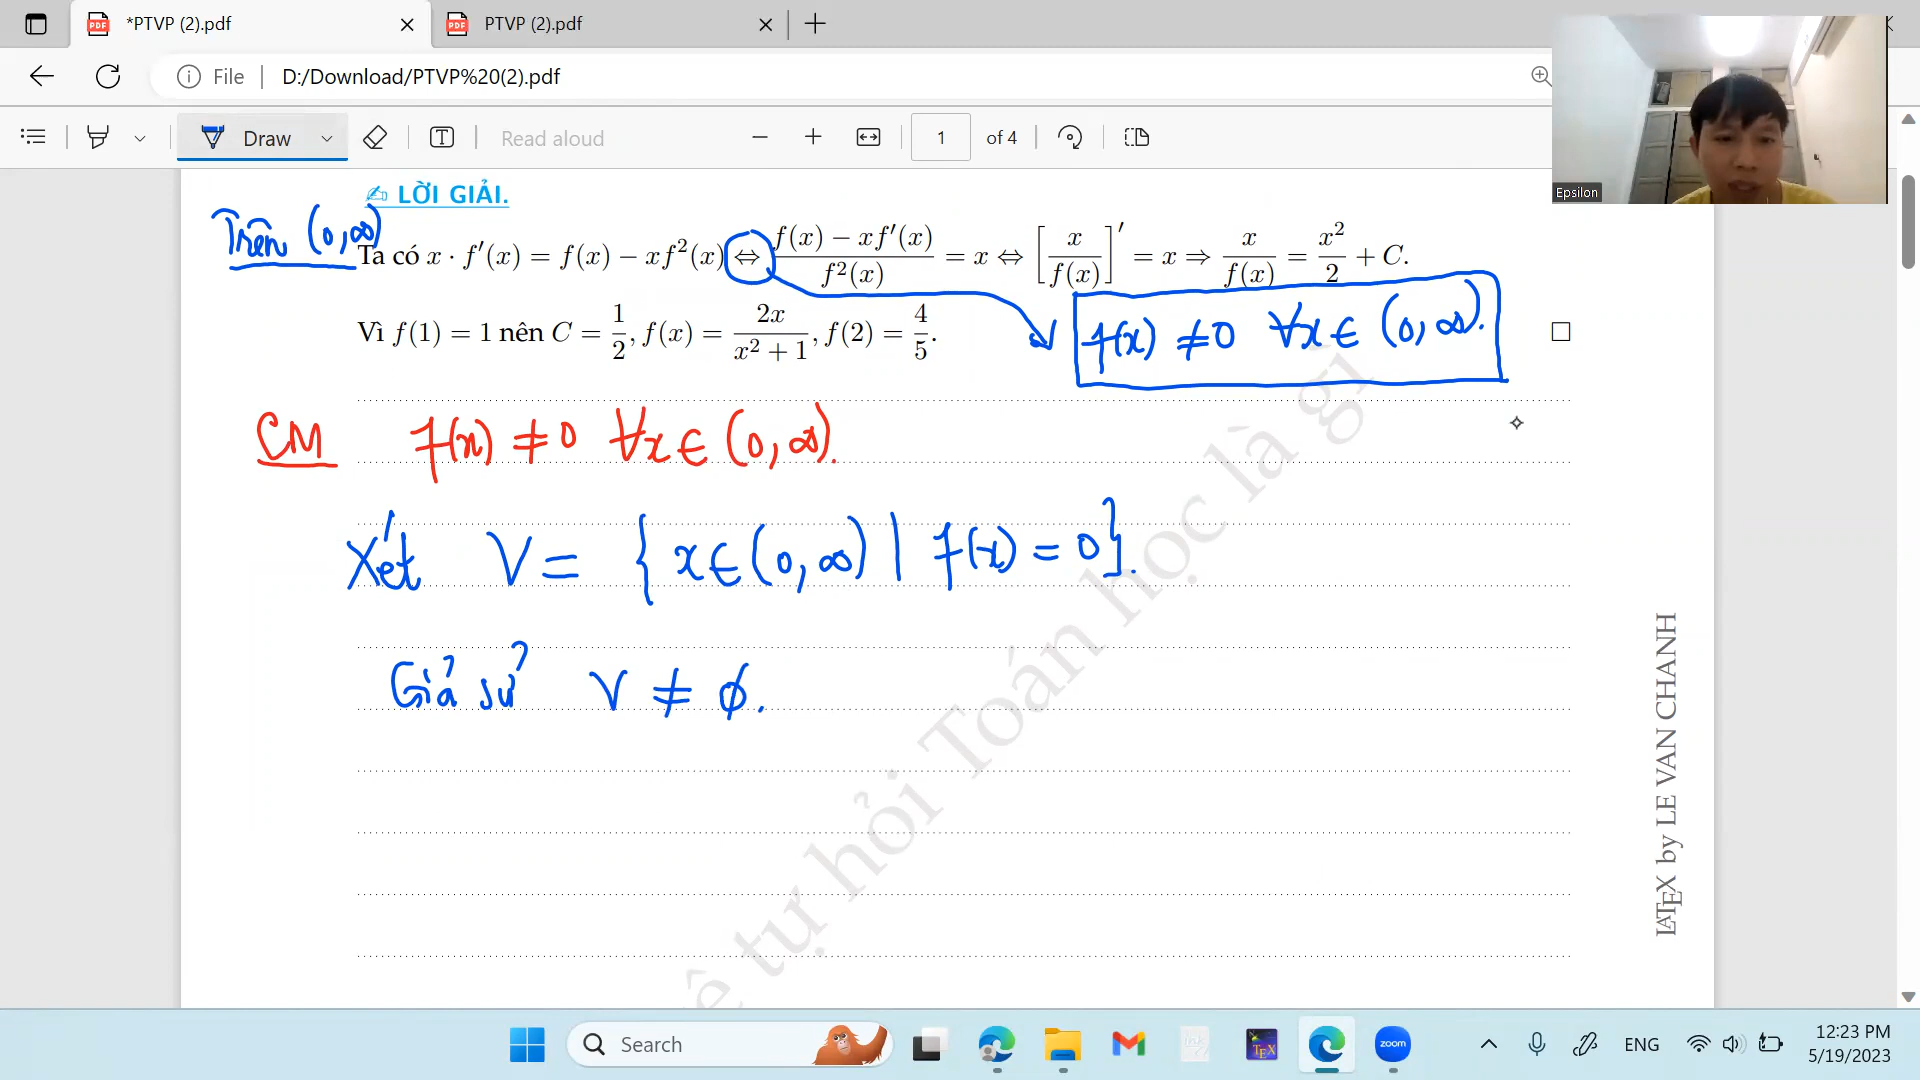 *PTVP (2).pdf
PTVP (2).pdf
File
D:/Download/PTVP%20(2).pdf
Draw
Read aloud
1 of 4
Epsilon
LỜI GIẢI.
Trên (0,∞)
Ta có x · f′(x) = f(x) − xf²(x) ⇔ (f(x) − xf′(x))/f²(x) = x ⇔ [x/f(x)]′ = x ⇒ x/f(x) = x²/2 + C.
Vì f(1) = 1 nên C = 1/2, f(x) = 2x/(x² + 1), f(2) = 4/5.
f(x) ≠ 0 ∀x ∈ (0,∞).
□
CM f(x) ≠ 0 ∀x ∈ (0,∞).
Xét V = { x ∈ (0,∞) | f(x) = 0 }.
Giả sử V ≠ ∅.
ê tự hỏi Toán học là gì
LATEX by LE VAN CHANH
Search
zoom
ENG
12:23 PM
5/19/2023